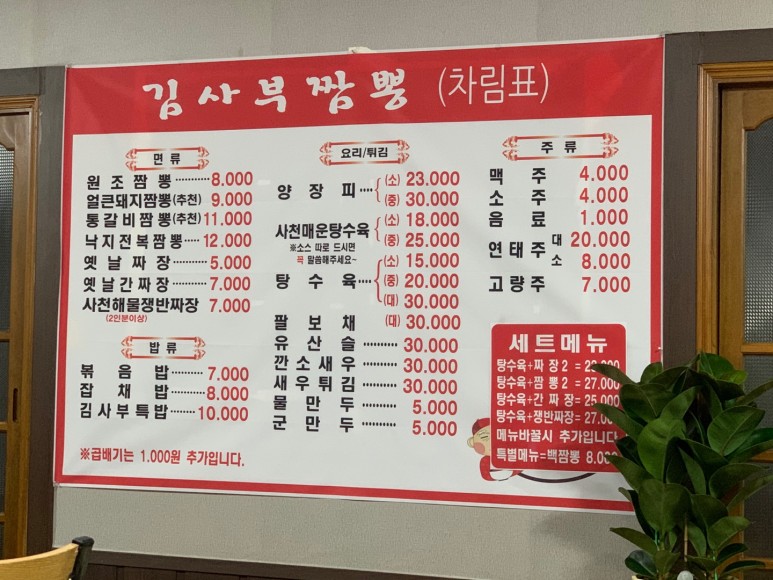 김사부짬뽕 (차림표)
면 류
원 조 짬 뽕 ············ 8.000
얼큰돼지짬뽕(추천) 9.000
통갈비짬뽕(추천) 11.000
낙지전복짬뽕····· 12.000
옛 날 짜 장 ············ 5.000
옛 날 간 짜 장 ········ 7.000
사천해물쟁반짜장 7.000
(2인분이상)
밥 류
볶 음 밥 ········· 7.000
잡 채 밥 ········· 8.000
김사부특밥 ········· 10.000
※곱배기는 1.000원 추가입니다.
요리/튀김
양 장 피 ···· (소) 23.000
(중) 30.000
사천매운탕수육 (소) 18.000
(중) 25.000
※소스 따로 드시면
꼭 말씀해주세요~
탕 수 육 ···· (소) 15.000
(중) 20.000
(대) 30.000
팔 보 채 (대) 30.000
유 산 슬 ·········· 30.000
깐 소 새 우 ·········· 30.000
새 우 튀 김 ·········· 30.000
물 만 두 ·········· 5.000
군 만 두 ·········· 5.000
주 류
맥 주 4.000
소 주 4.000
음 료 1.000
연태주 대 20.000
소 8.000
고량주 7.000
세트메뉴
탕수육+짜 장2 =
탕수육+짬 뽕2 = 27.000
탕수육+간 짜 장= 25.000
탕수육+쟁반짜장= 27.000
메뉴바꿀시 추가입니다
특별메뉴=백짬뽕 8.000